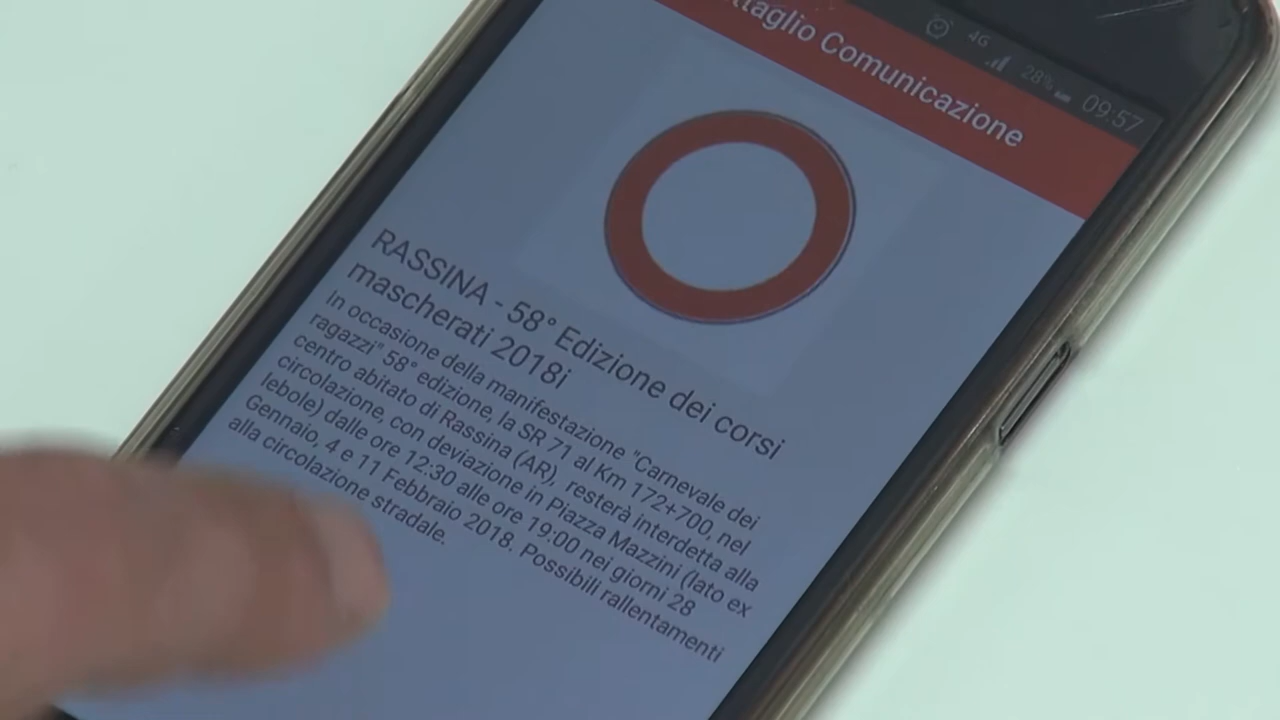 4G 28% 09:57
ttaglio Comunicazione
RASSINA - 58° Edizione dei corsi
mascherati 2018i
In occasione della manifestazione "Carnevale dei
ragazzi" 58° edizione, la SR 71 al Km 172+700, nel
centro abitato di Rassina (AR), resterà interdetta alla
circolazione, con deviazione in Piazza Mazzini (lato ex
lebole) dalle ore 12:30 alle ore 19:00 nei giorni 28
Gennaio, 4 e 11 Febbraio 2018. Possibili rallentamenti
alla circolazione stradale.